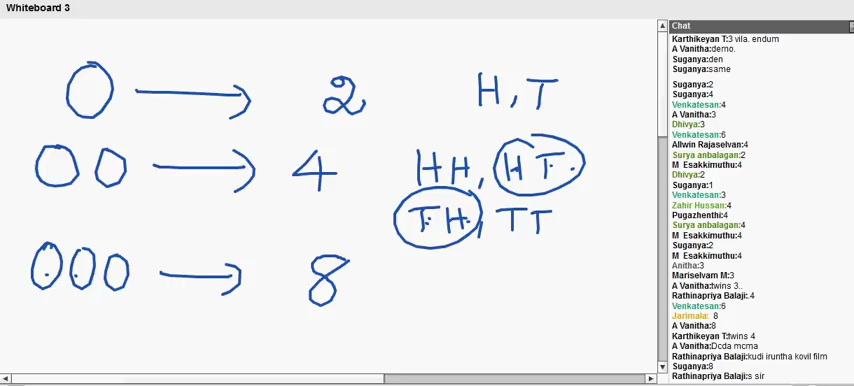 Whiteboard 3
2 H, T
4 HH, HT
TH, TT
8
Chat
Karthikeyan T:3 vila. endum
A Vanitha:demo.
Suganya:den
Suganya:same
Suganya:2
Suganya:4
Venkatesan:4
A Vanitha:3
Dhivya:3
Venkatesan:6
Allwin Rajaselvan:4
Surya anbalagan:2
M Esakkimuthu:4
Dhivya:2
Suganya:1
Venkatesan:3
Zahir Hussan:4
Pugazhenthi:4
Surya anbalagan:4
M Esakkimuthu:4
Suganya:2
M Esakkimuthu:4
Anitha:3
Mariselvam M:3
A Vanitha:twins 3..
Rathinapriya Balaji:.4
Venkatesan:6
Jarimala: 8
A Vanitha:8
Karthikeyan T:twins 4
A Vanitha:Dcda mcma
Rathinapriya Balaji:kudi iruntha kovil film
Suganya:8
Rathinapriya Balaji:s sir